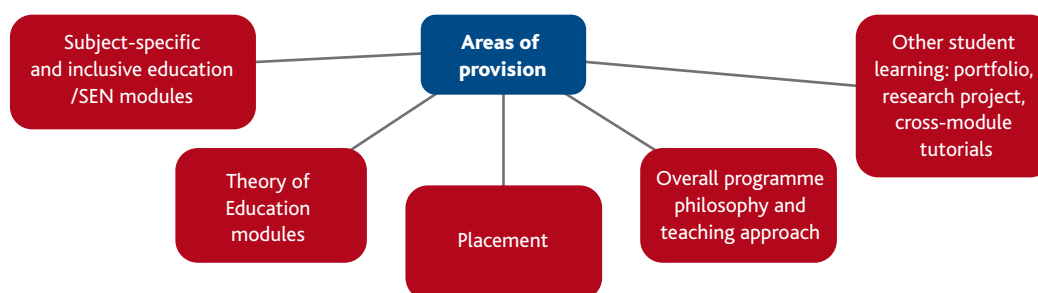 Subject-specific
and inclusive education
/SEN modules
Areas of
provision
Other student
learning: portfolio,
research project,
cross-module
tutorials
Theory of
Education
modules
Placement
Overall programme
philosophy and
teaching approach